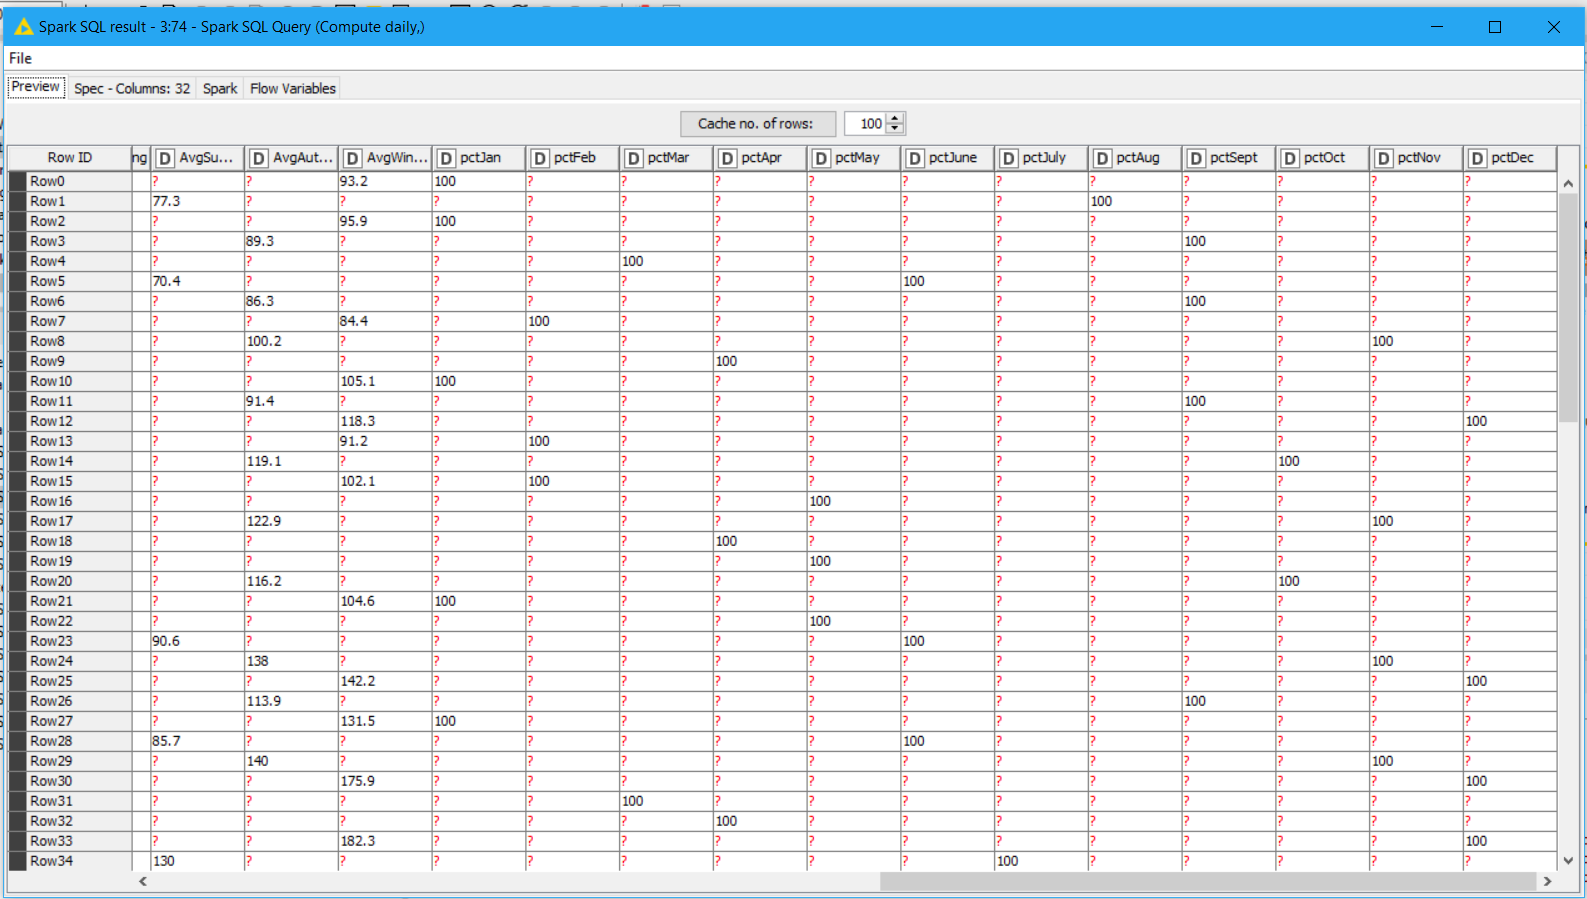 Spark SQL result - 3:74 - Spark SQL Query (Compute daily,)
File
Preview Spec - Columns: 32 Spark Flow Variables
Cache no. of rows: 100
Row ID ng D AvgSu... D AvgAut... D AvgWin... D pctJan D pctFeb D pctMar D pctApr D pctMay D pctJune D pctJuly D pctAug D pctSept D pctOct D pctNov D pctDec
Row0 ? ? 93.2 100 ? ? ? ? ? ? ? ? ? ? ?
Row1 77.3 ? ? ? ? ? ? ? ? ? 100 ? ? ? ?
Row2 ? ? 95.9 100 ? ? ? ? ? ? ? ? ? ? ?
Row3 ? 89.3 ? ? ? ? ? ? ? ? ? 100 ? ? ?
Row4 ? ? ? ? ? 100 ? ? ? ? ? ? ? ? ?
Row5 70.4 ? ? ? ? ? ? ? 100 ? ? ? ? ? ?
Row6 ? 86.3 ? ? ? ? ? ? ? ? ? 100 ? ? ?
Row7 ? ? 84.4 ? 100 ? ? ? ? ? ? ? ? ? ?
Row8 ? 100.2 ? ? ? ? ? ? ? ? ? ? ? 100 ?
Row9 ? ? ? ? ? ? 100 ? ? ? ? ? ? ? ?
Row10 ? ? 105.1 100 ? ? ? ? ? ? ? ? ? ? ?
Row11 ? 91.4 ? ? ? ? ? ? ? ? ? 100 ? ? ?
Row12 ? ? 118.3 ? ? ? ? ? ? ? ? ? ? ? 100
Row13 ? ? 91.2 ? 100 ? ? ? ? ? ? ? ? ? ?
Row14 ? 119.1 ? ? ? ? ? ? ? ? ? ? 100 ? ?
Row15 ? ? 102.1 ? 100 ? ? ? ? ? ? ? ? ? ?
Row16 ? ? ? ? ? ? ? 100 ? ? ? ? ? ? ?
Row17 ? 122.9 ? ? ? ? ? ? ? ? ? ? ? 100 ?
Row18 ? ? ? ? ? ? 100 ? ? ? ? ? ? ? ?
Row19 ? ? ? ? ? ? ? 100 ? ? ? ? ? ? ?
Row20 ? 116.2 ? ? ? ? ? ? ? ? ? ? 100 ? ?
Row21 ? ? 104.6 100 ? ? ? ? ? ? ? ? ? ? ?
Row22 ? ? ? ? ? ? ? 100 ? ? ? ? ? ? ?
Row23 90.6 ? ? ? ? ? ? ? 100 ? ? ? ? ? ?
Row24 ? 138 ? ? ? ? ? ? ? ? ? ? ? 100 ?
Row25 ? ? 142.2 ? ? ? ? ? ? ? ? ? ? ? 100
Row26 ? 113.9 ? ? ? ? ? ? ? ? ? 100 ? ? ?
Row27 ? ? 131.5 100 ? ? ? ? ? ? ? ? ? ? ?
Row28 85.7 ? ? ? ? ? ? ? 100 ? ? ? ? ? ?
Row29 ? 140 ? ? ? ? ? ? ? ? ? ? ? 100 ?
Row30 ? ? 175.9 ? ? ? ? ? ? ? ? ? ? ? 100
Row31 ? ? ? ? ? 100 ? ? ? ? ? ? ? ? ?
Row32 ? ? ? ? ? ? 100 ? ? ? ? ? ? ? ?
Row33 ? ? 182.3 ? ? ? ? ? ? ? ? ? ? ? 100
Row34 130 ? ? ? ? ? ? ? ? 100 ? ? ? ? ?